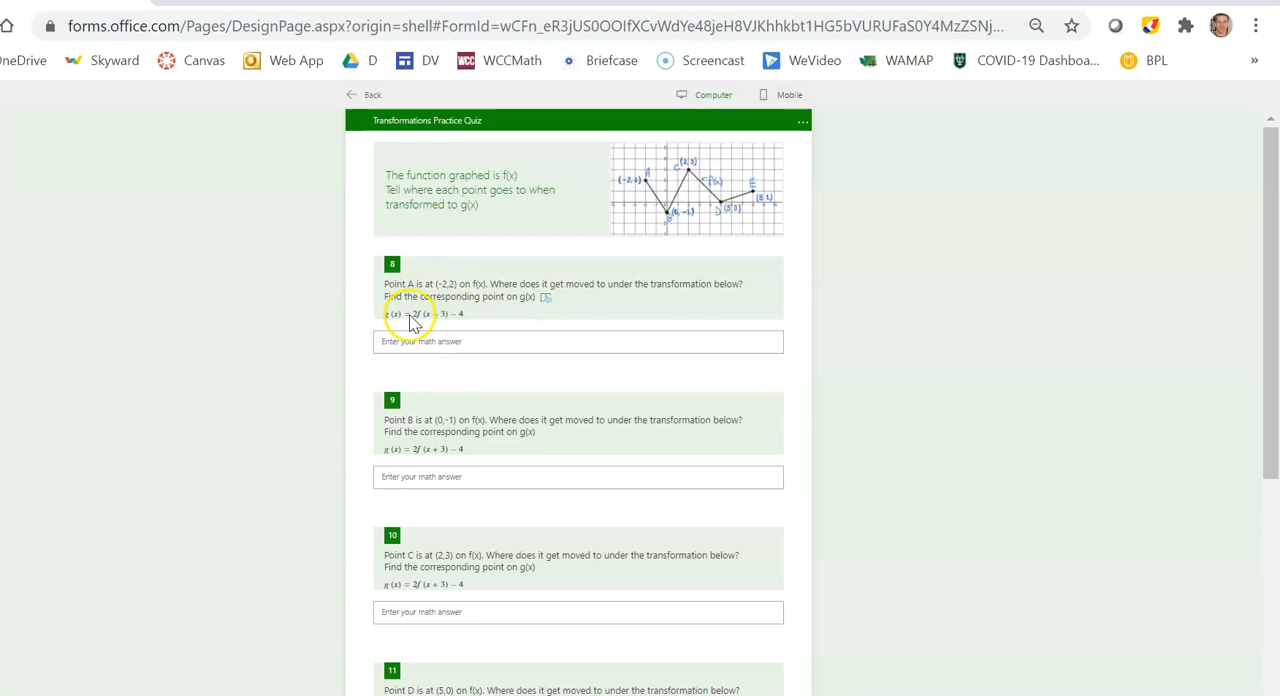 forms.office.com/Pages/DesignPage.aspx?origin=shell#FormId=wCFn_eR3jUS0OOIfXCvWdYe48jeH8VJKhhkbt1HG5bVURUFaS0Y4MzZSNj...
neDrive Skyward Canvas Web App D DV WCC WCCMath Briefcase Screencast WeVideo WAMAP COVID-19 Dashboa... BPL »
Back Computer Mobile
Transformations Practice Quiz ...
The function graphed is f(x)
Tell where each point goes to when
transformed to g(x)
(-2,2) A
C (2,3)
f(x)
B (0,-1)
D (5,0)
E
8
Point A is at (-2,2) on f(x). Where does it get moved to under the transformation below?
Find the corresponding point on g(x)
g (x) = 2f (x + 3) − 4
Enter your math answer
9
Point B is at (0,-1) on f(x). Where does it get moved to under the transformation below?
Find the corresponding point on g(x)
g (x) = 2f (x + 3) − 4
Enter your math answer
10
Point C is at (2,3) on f(x). Where does it get moved to under the transformation below?
Find the corresponding point on g(x)
g (x) = 2f (x + 3) − 4
Enter your math answer
11
Point D is at (5,0) on f(x). Where does it get moved to under the transformation below?